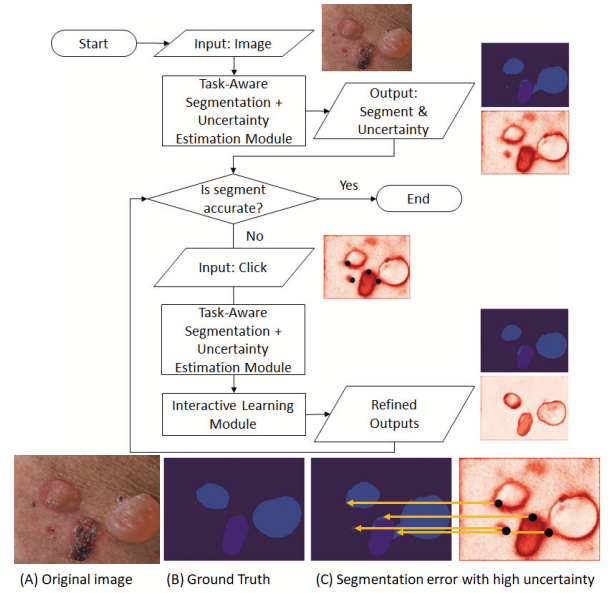 Start
Input: Image
Task-Aware
Segmentation +
Uncertainty
Estimation Module
Output:
Segment &
Uncertainty
Is segment
accurate?
Yes
End
No
Input: Click
Task-Aware
Segmentation +
Uncertainty
Estimation Module
Interactive Learning
Module
Refined
Outputs
(A) Original image
(B) Ground Truth
(C) Segmentation error with high uncertainty